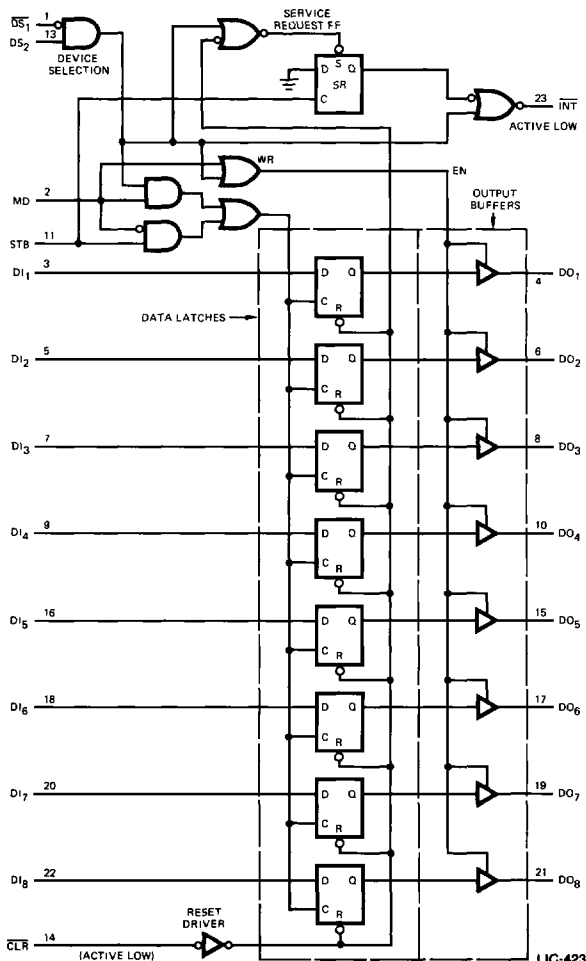 DS₁ 1
DS₂ 13
DEVICE SELECTION
SERVICE REQUEST FF
D S Q
SR
C
23 INT
ACTIVE LOW
MD 2
WR
EN
OUTPUT BUFFERS
STB 11
DI₁ 3 D Q C R 4 DO₁
DATA LATCHES
DI₂ 5 D Q C R 6 DO₂
DI₃ 7 D Q C R 8 DO₃
DI₄ 9 D Q C R 10 DO₄
DI₅ 16 D Q C R 15 DO₅
DI₆ 18 D Q C R 17 DO₆
DI₇ 20 D Q C R 19 DO₇
DI₈ 22 D Q C R 21 DO₈
RESET DRIVER
CLR 14
(ACTIVE LOW)
LIC-423